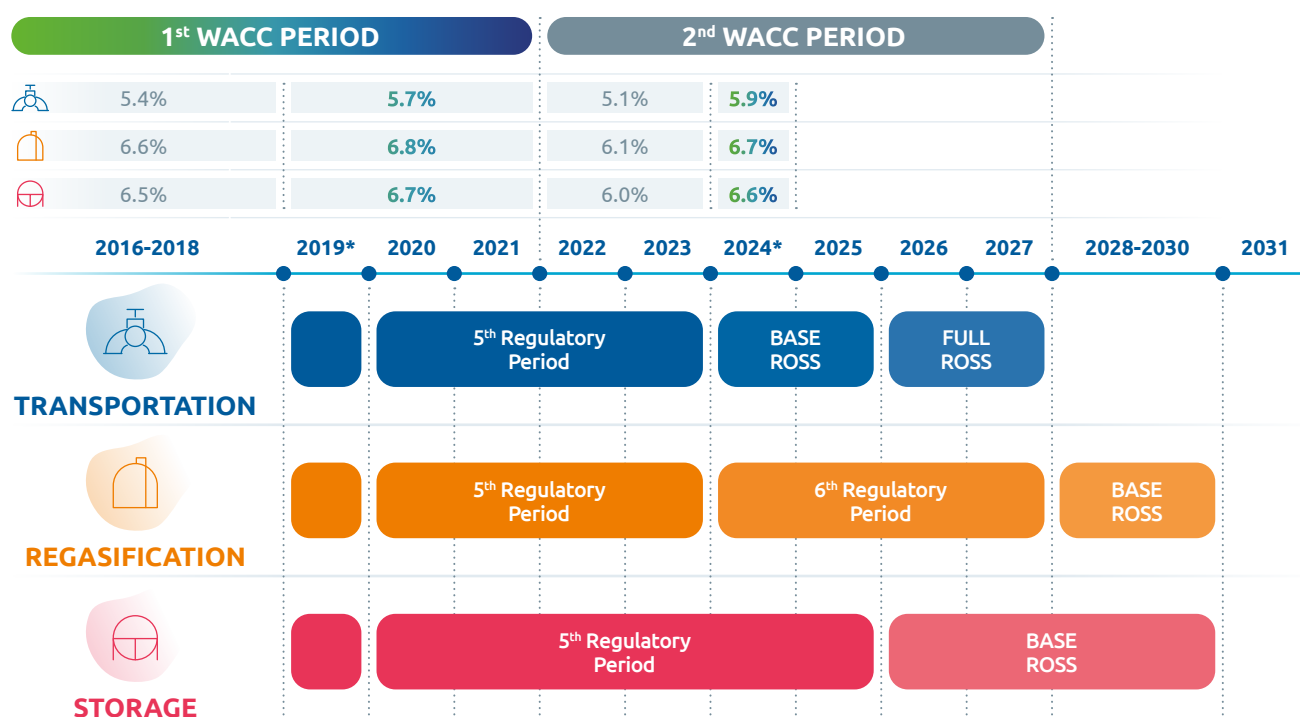 1st WACC PERIOD 2nd WACC PERIOD
5.4% 5.7% 5.1% 5.9%
6.6% 6.8% 6.1% 6.7%
6.5% 6.7% 6.0% 6.6%
2016-2018 2019* 2020 2021 2022 2023 2024* 2025 2026 2027 2028-2030 2031
TRANSPORTATION
5th Regulatory
Period
BASE
ROSS
FULL
ROSS
REGASIFICATION
5th Regulatory
Period
6th Regulatory
Period
BASE
ROSS
STORAGE
5th Regulatory
Period
BASE
ROSS